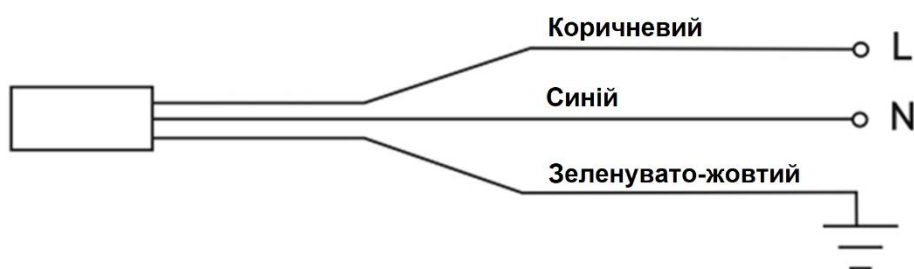 Коричневий
L
Синій
N
Зеленувато-жовтий